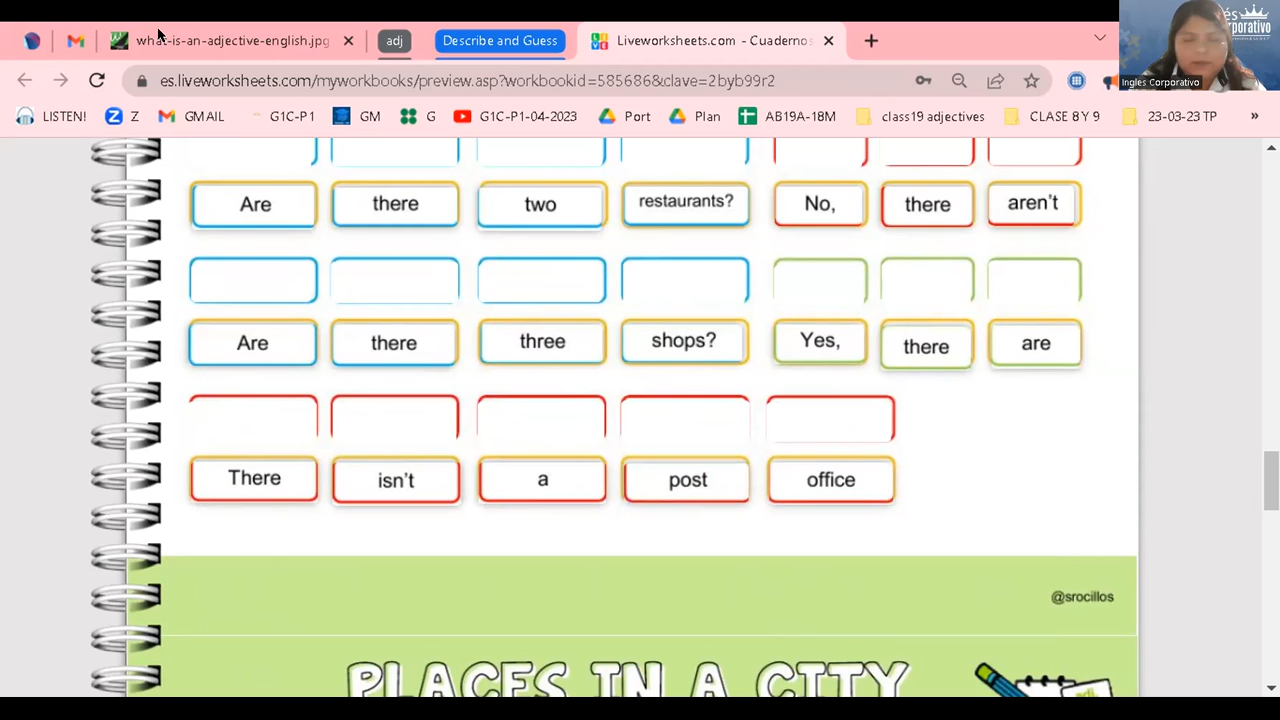 what-is-an-adjective-english.jpg
adj
Describe and Guess
Liveworksheets.com - Cuaderno
es.liveworksheets.com/myworkbooks/preview.asp?workbookid=585686&clave=2byb99r2
LISTEN!
Z
GMAIL
G1C-P1
GM
G
G1C-P1-04-2023
Port
Plan
AB19A-18M
class19 adjectives
CLASE 8 Y 9
23-03-23 TP
»
és
orporativo
Ingles Corporativo
Are there two restaurants? No, there aren't
Are there three shops? Yes, there are
There isn't a post office
@srocillos
PLACES IN A CITY